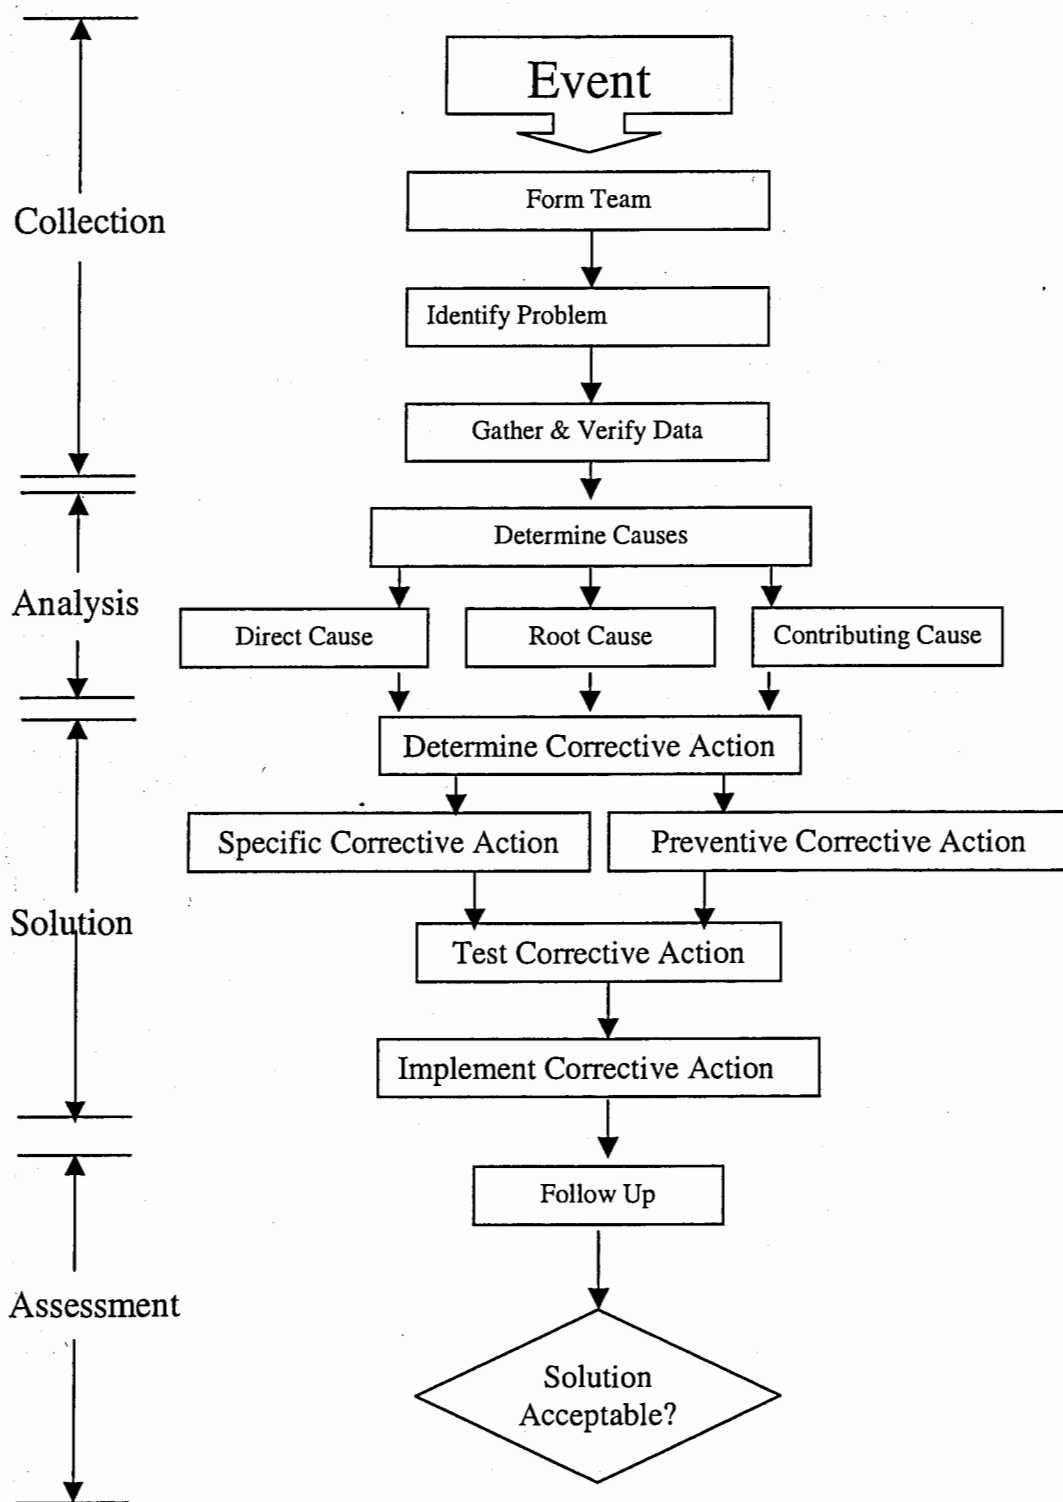 Event
Form Team
Collection
Identify Problem
Gather & Verify Data
Determine Causes
Analysis
Direct Cause
Root Cause
Contributing Cause
Determine Corrective Action
Specific Corrective Action
Preventive Corrective Action
Solution
Test Corrective Action
Implement Corrective Action
Follow Up
Assessment
Solution
Acceptable?